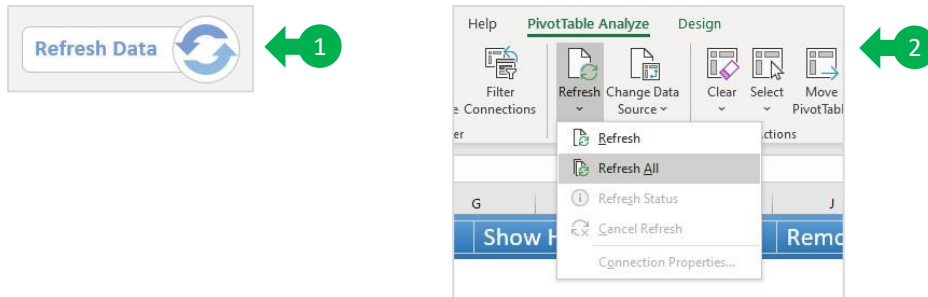 Refresh Data
1
Help PivotTable Analyze Design
2
Filter
Connections
Refresh
Change Data
Source
Clear
Select
Move
PivotTabl
er
ctions
Refresh
Refresh All
Refresh Status
Cancel Refresh
Connection Properties...
G
J
Show H
Remo